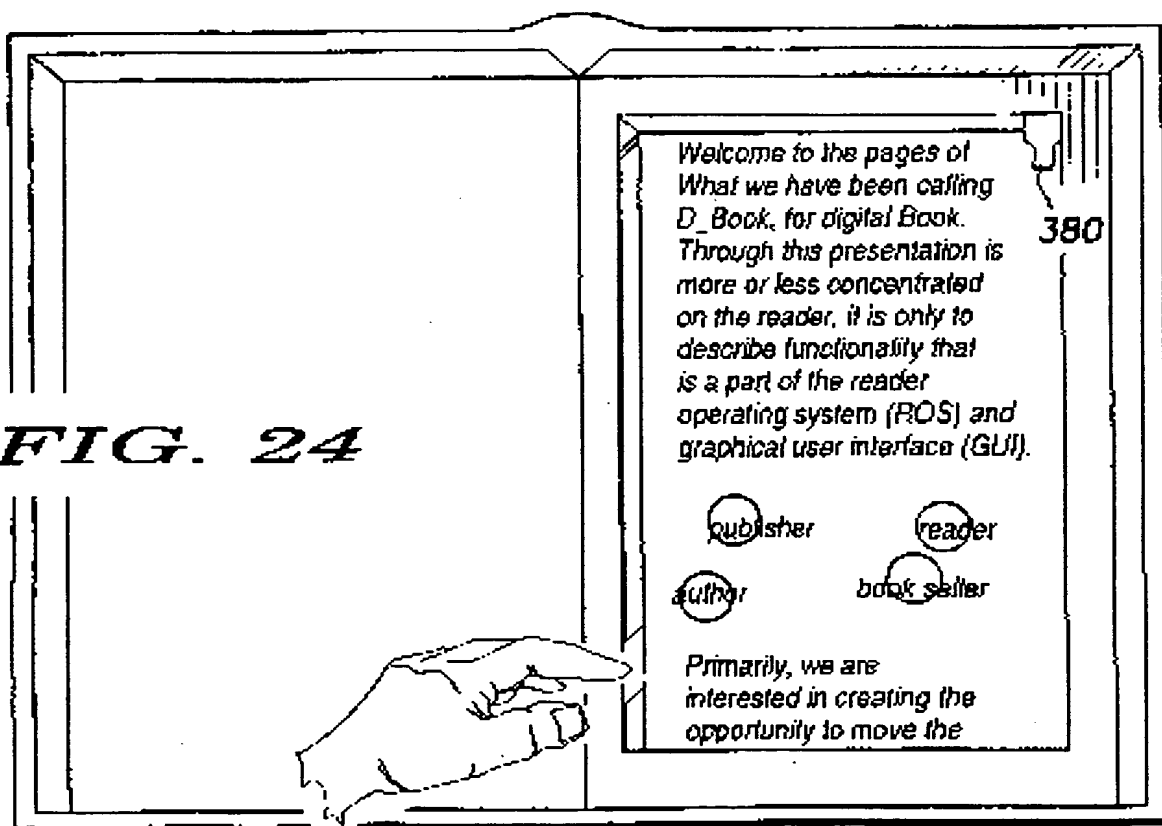 Welcome to the pages of
What we have been calling
D_Book, for digital Book.
Through this presentation is
more or less concentrated
on the reader, it is only to
describe functionality that
is a part of the reader
operating system (ROS) and
graphical user interface (GUI).
380
FIG. 24
publisher reader
author book seller
Primarily, we are
interested in creating the
opportunity to move the